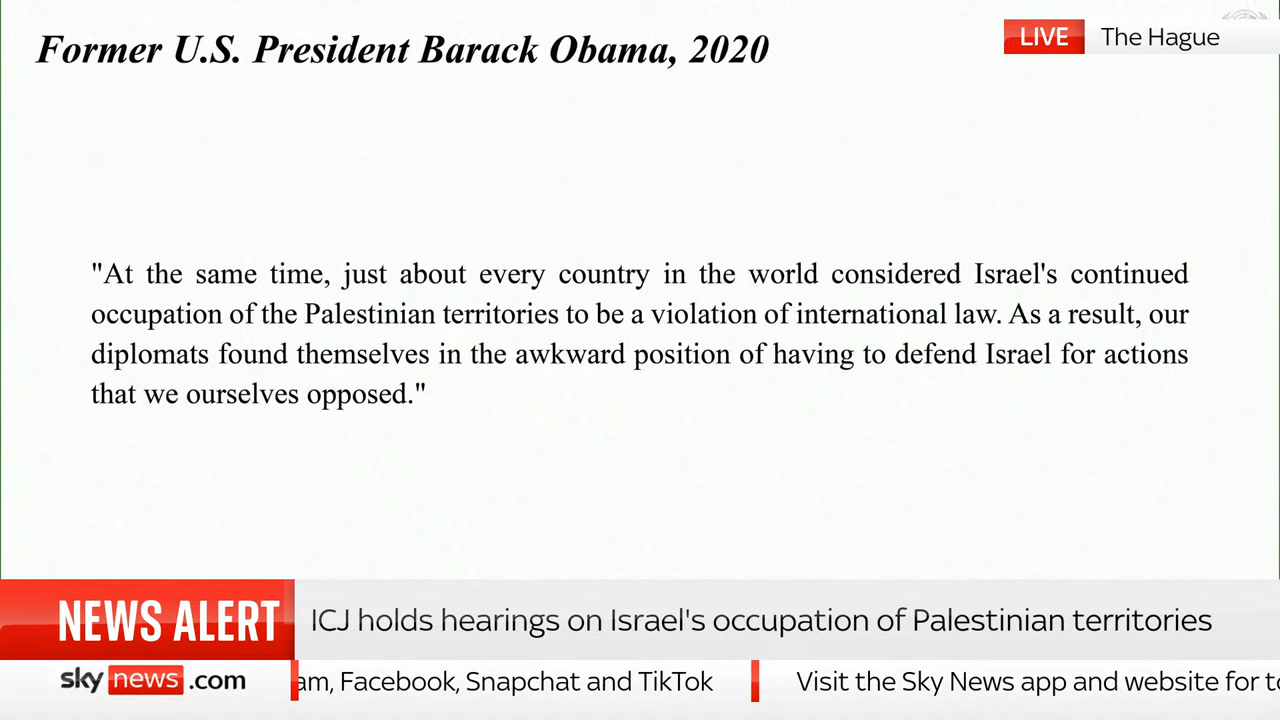 Former U.S. President Barack Obama, 2020
LIVE The Hague
"At the same time, just about every country in the world considered Israel's continued
occupation of the Palestinian territories to be a violation of international law. As a result, our
diplomats found themselves in the awkward position of having to defend Israel for actions
that we ourselves opposed."
NEWS ALERT ICJ holds hearings on Israel's occupation of Palestinian territories
sky news .com am, Facebook, Snapchat and TikTok Visit the Sky News app and website for